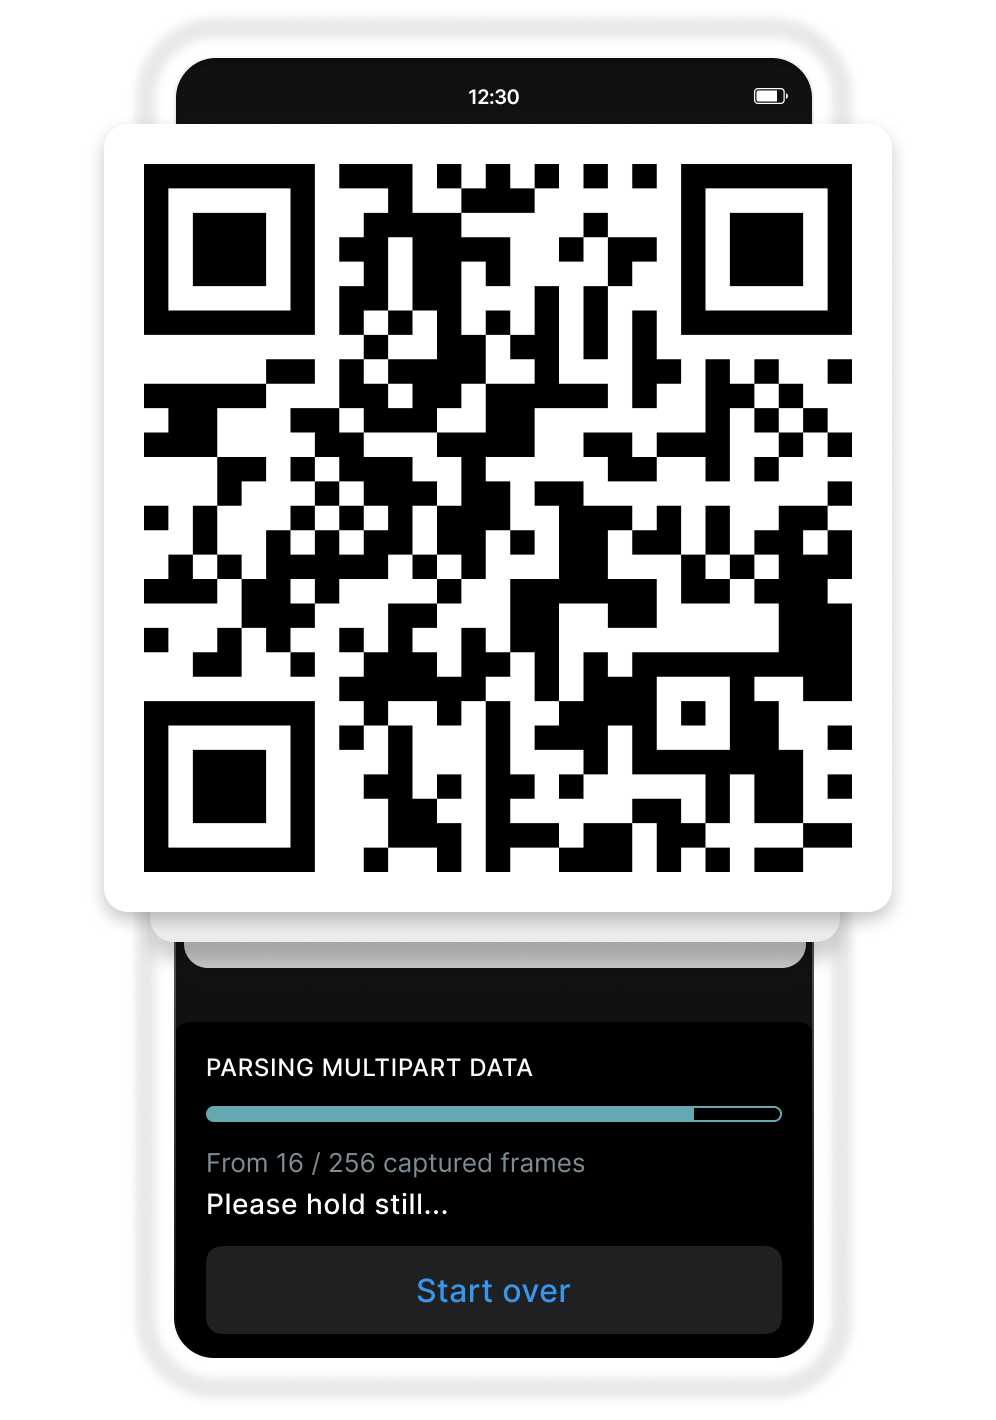 12:30
PARSING MULTIPART DATA
From 16 / 256 captured frames
Please hold still...
Start over